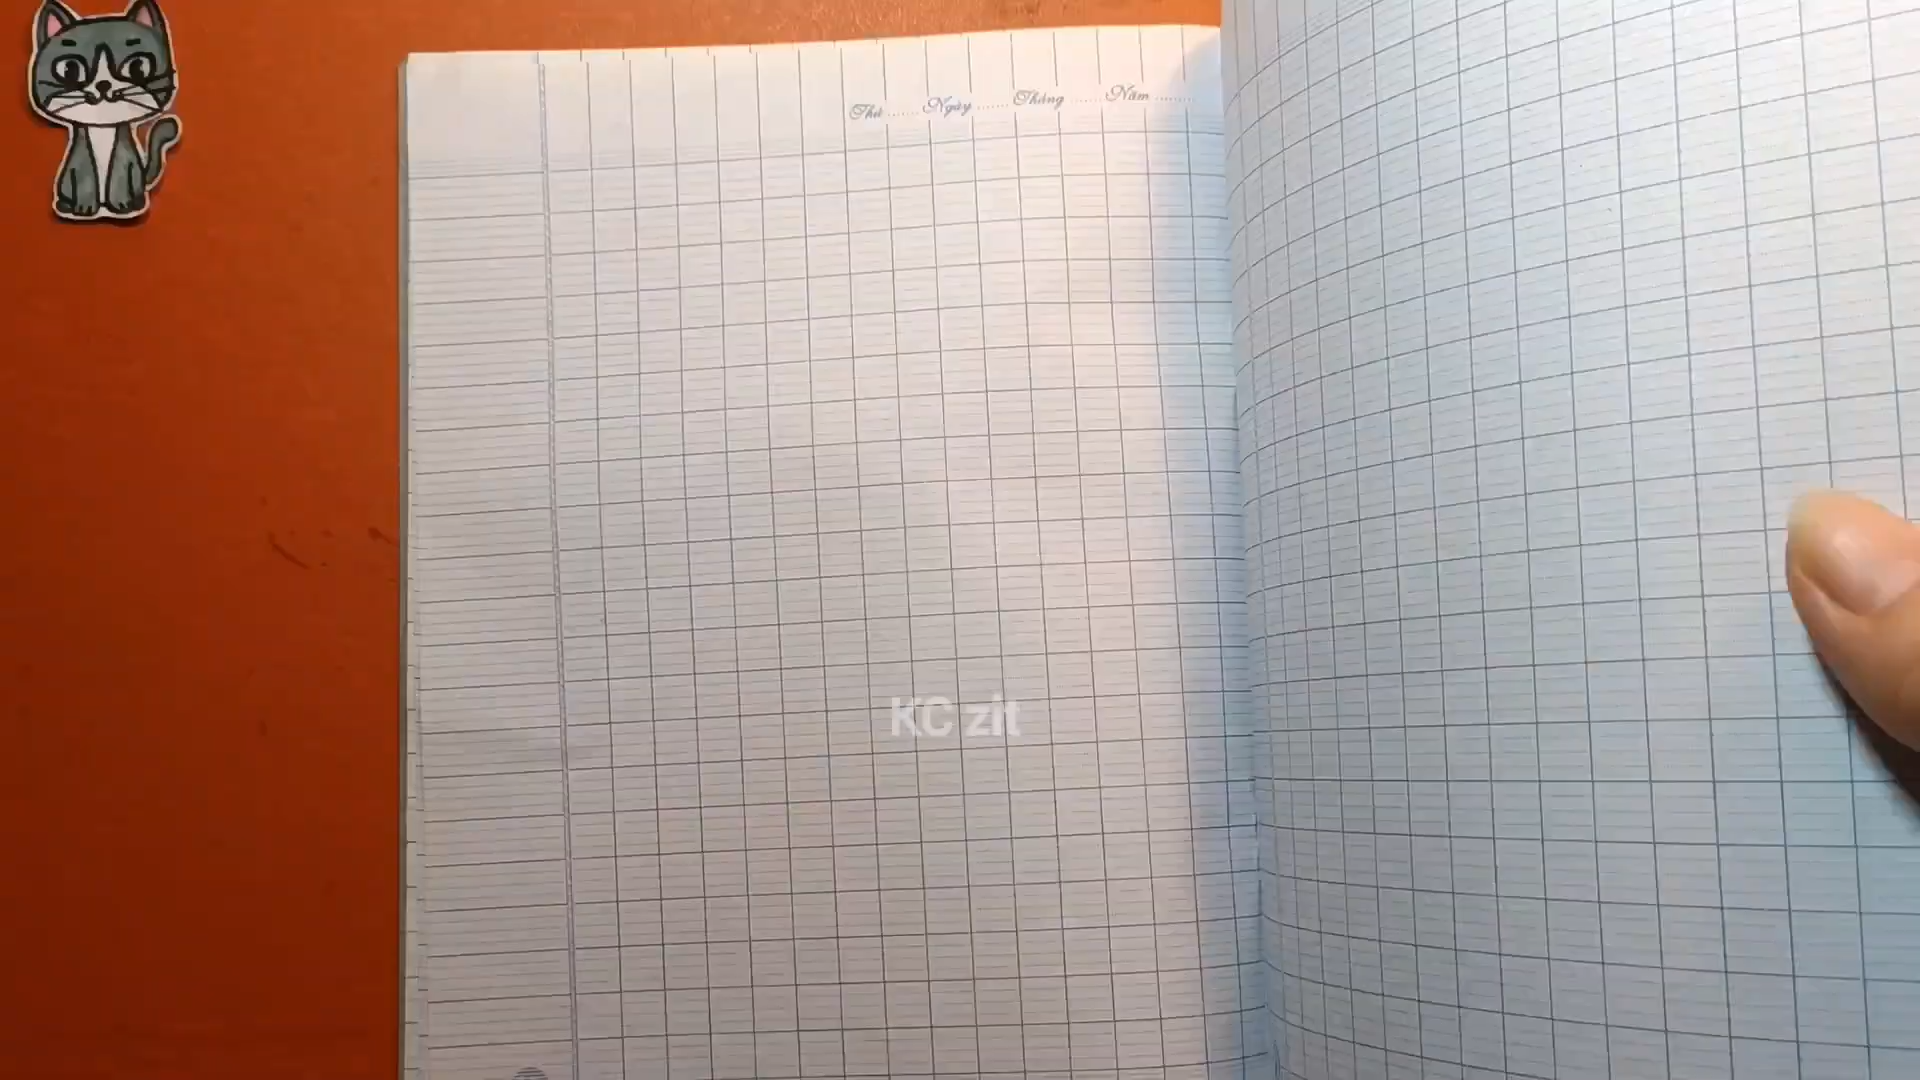 Thứ ....... Ngày ....... Tháng ....... Năm .........
KC zit